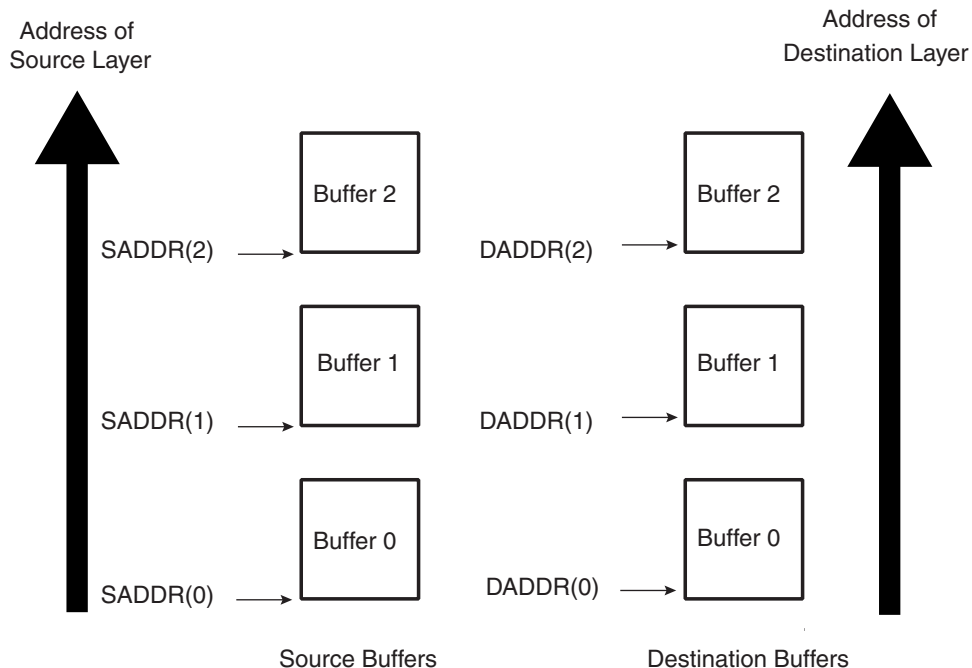 Address of
Source Layer
Address of
Destination Layer
Buffer 2
Buffer 2
SADDR(2)
DADDR(2)
Buffer 1
Buffer 1
SADDR(1)
DADDR(1)
Buffer 0
Buffer 0
SADDR(0)
DADDR(0)
Source Buffers
Destination Buffers